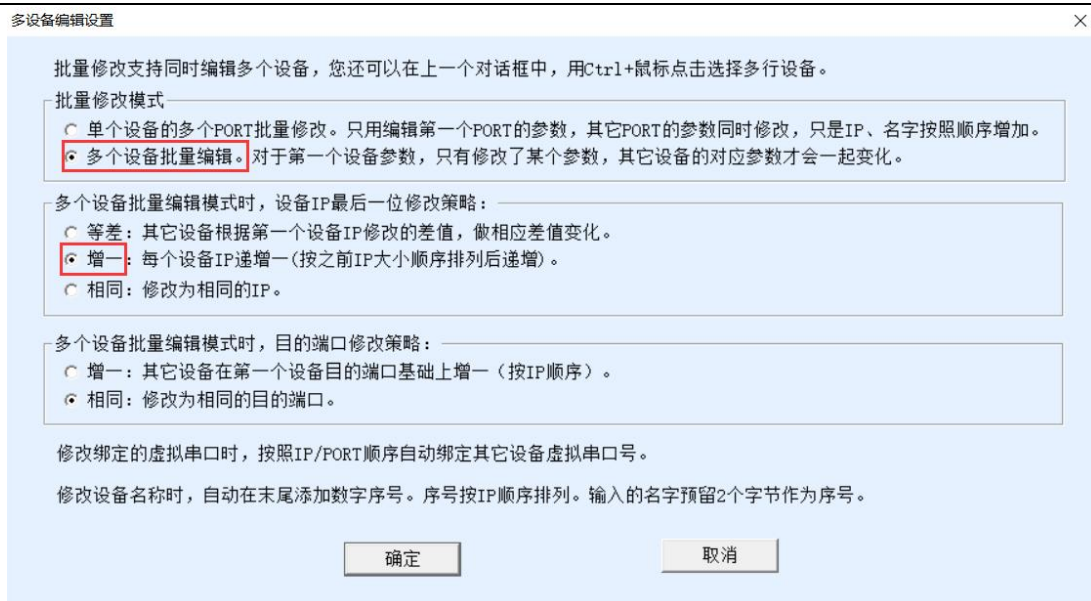 多设备编辑设置
批量修改支持同时编辑多个设备，您还可以在上一个对话框中，用Ctrl+鼠标点击选择多行设备。
批量修改模式
单个设备的多个PORT批量修改。只用编辑第一个PORT的参数，其它PORT的参数同时修改，只是IP、名字按照顺序增加。
多个设备批量编辑。对于第一个设备参数，只有修改了某个参数，其它设备的对应参数才会一起变化。
多个设备批量编辑模式时，设备IP最后一位修改策略：
等差：其它设备根据第一个设备IP修改的差值，做相应差值变化。
增一：每个设备IP递增一(按之前IP大小顺序排列后递增)。
相同：修改为相同的IP。
多个设备批量编辑模式时，目的端口修改策略：
增一：其它设备在第一个设备目的端口基础上增一（按IP顺序）。
相同：修改为相同的目的端口。
修改绑定的虚拟串口时，按照IP/PORT顺序自动绑定其它设备虚拟串口号。
修改设备名称时，自动在末尾添加数字序号。序号按IP顺序排列。输入的名字预留2个字节作为序号。
确定
取消